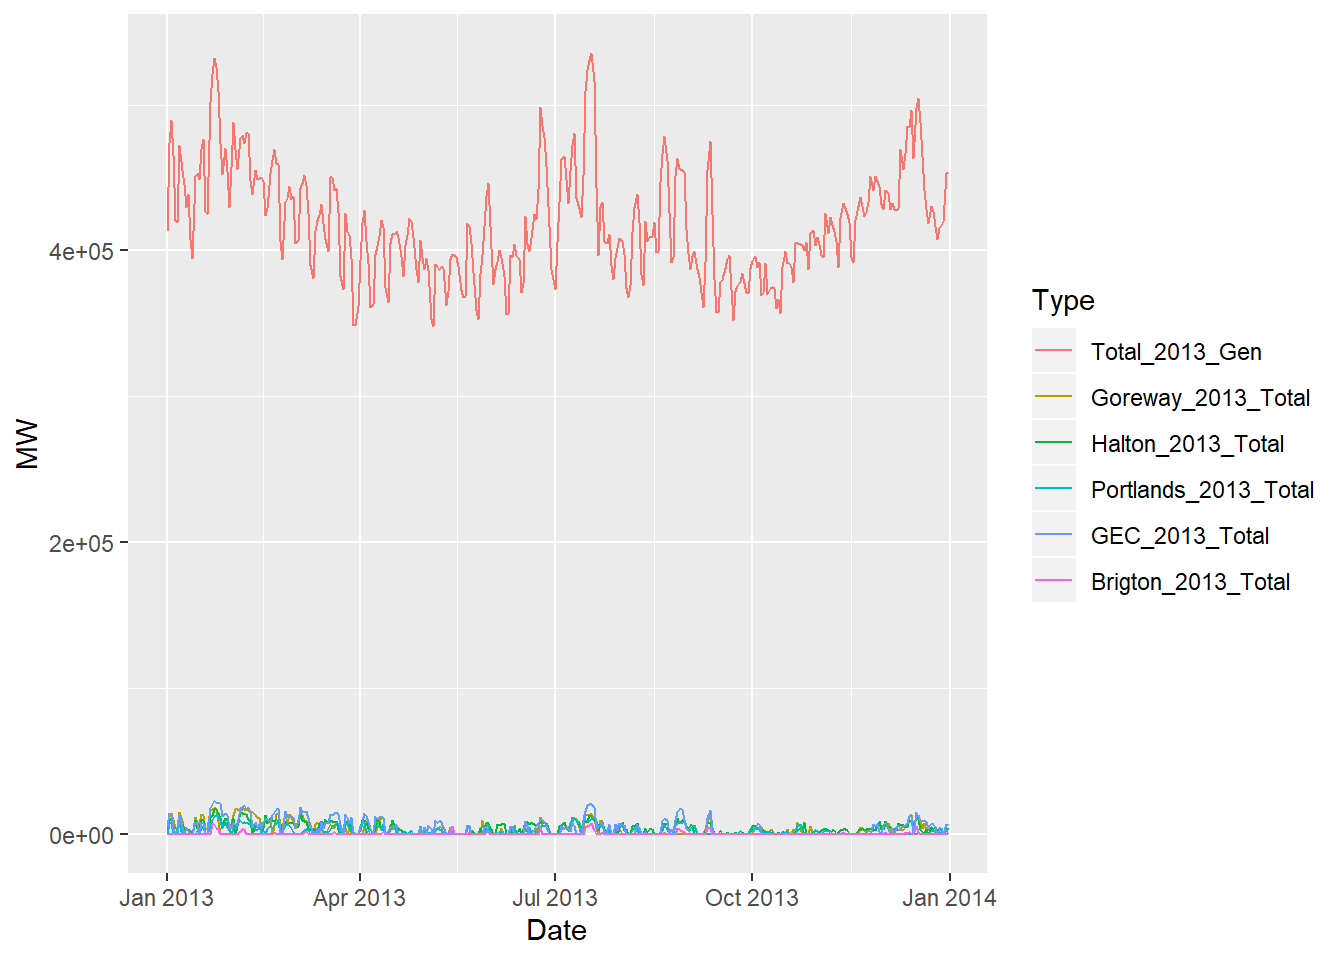 4e+05
2e+05
0e+00
MW
Jan 2013
Apr 2013
Jul 2013
Oct 2013
Jan 2014
Date
Type
Total_2013_Gen
Goreway_2013_Total
Halton_2013_Total
Portlands_2013_Total
GEC_2013_Total
Brigton_2013_Total